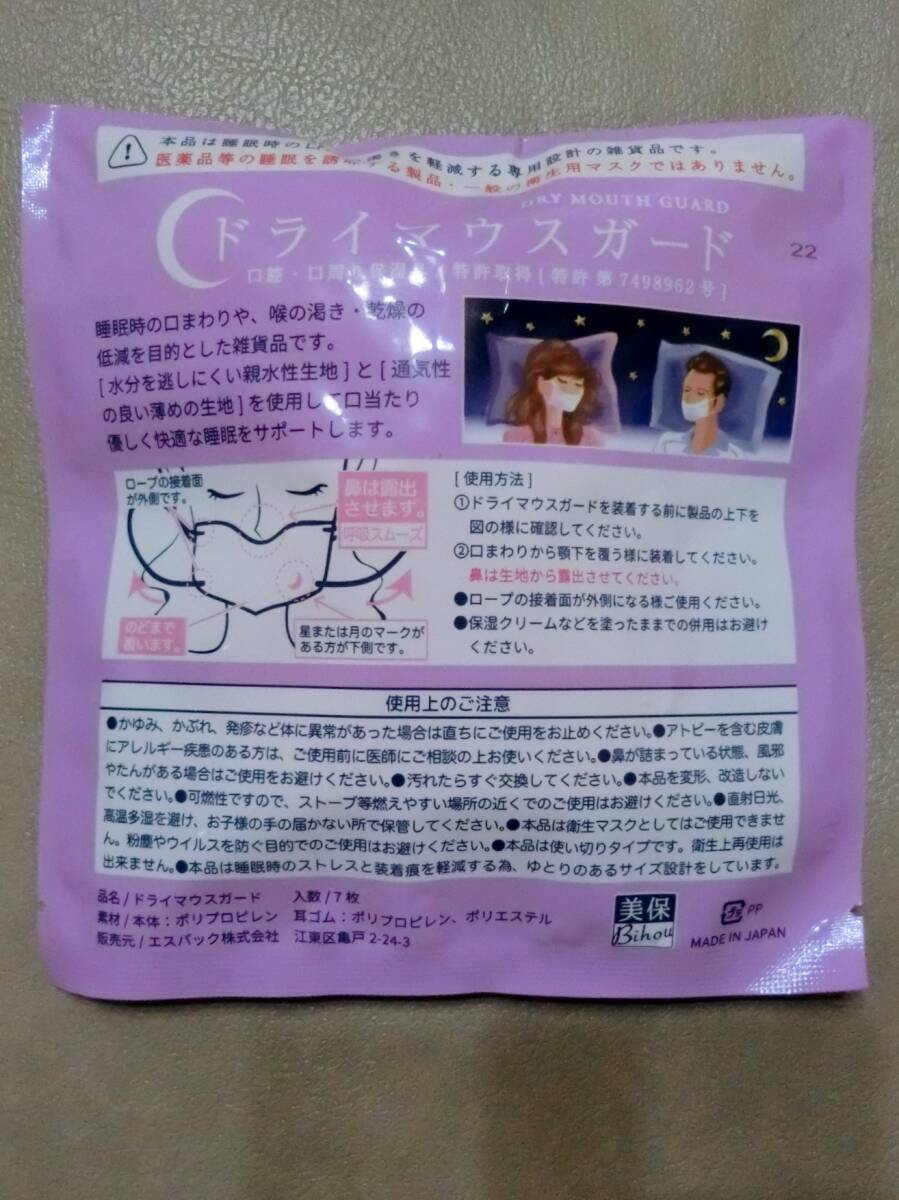 本品は睡眠時の口 渇きを軽減する専用設計の雑貨品です。
医薬品等の睡眠を誘 する製品・一般の衛生用マスクではありません。
DRY MOUTH GUARD
ドライマウスガード
22
口腔・口周 保湿 特許取得[特許第7498962号]
睡眠時の口まわりや、喉の渇き・乾燥の
低減を目的とした雑貨品です。
[水分を逃しにくい親水性生地]と[通気性
の良い薄めの生地]を使用して口当たり
優しく快適な睡眠をサポートします。
ロープの接着面
が外側です。
鼻は露出
させます。
呼吸スムーズ
のどまで
覆います。
星または月のマークが
ある方が下側です。
[使用方法]
①ドライマウスガードを装着する前に製品の上下を
図の様に確認してください。
②口まわりから顎下を覆う様に装着してください。
鼻は生地から露出させてください。
●ロープの接着面が外側になる様ご使用ください。
●保湿クリームなどを塗ったままでの併用はお避け
ください。
使用上のご注意
●かゆみ、かぶれ、発疹など体に異常があった場合は直ちにご使用をお止めください。●アトピーを含む皮膚
にアレルギー疾患のある方は、ご使用前に医師にご相談の上お使いください。●鼻が詰まっている状態、風邪
やたんがある場合はご使用をお避けください。●汚れたらすぐ交換してください。●本品を変形、改造しない
でください。●可燃性ですので、ストーブ等燃えやすい場所の近くでのご使用はお避けください。●直射日光、
高温多湿を避け、お子様の手の届かない所で保管してください。●本品は衛生マスクとしてはご使用できませ
ん。粉塵やウイルスを防ぐ目的でのご使用はお避けください。●本品は使い切りタイプです。衛生上再使用は
出来ません。●本品は睡眠時のストレスと装着痕を軽減する為、ゆとりのあるサイズ設計をしています。
品名/ドライマウスガード 入数/7枚
素材/本体:ポリプロピレン 耳ゴム:ポリプロピレン、ポリエステル
販売元/エスパック株式会社 江東区亀戸2-24-3
美保
Bihou
プラ PP
MADE IN JAPAN